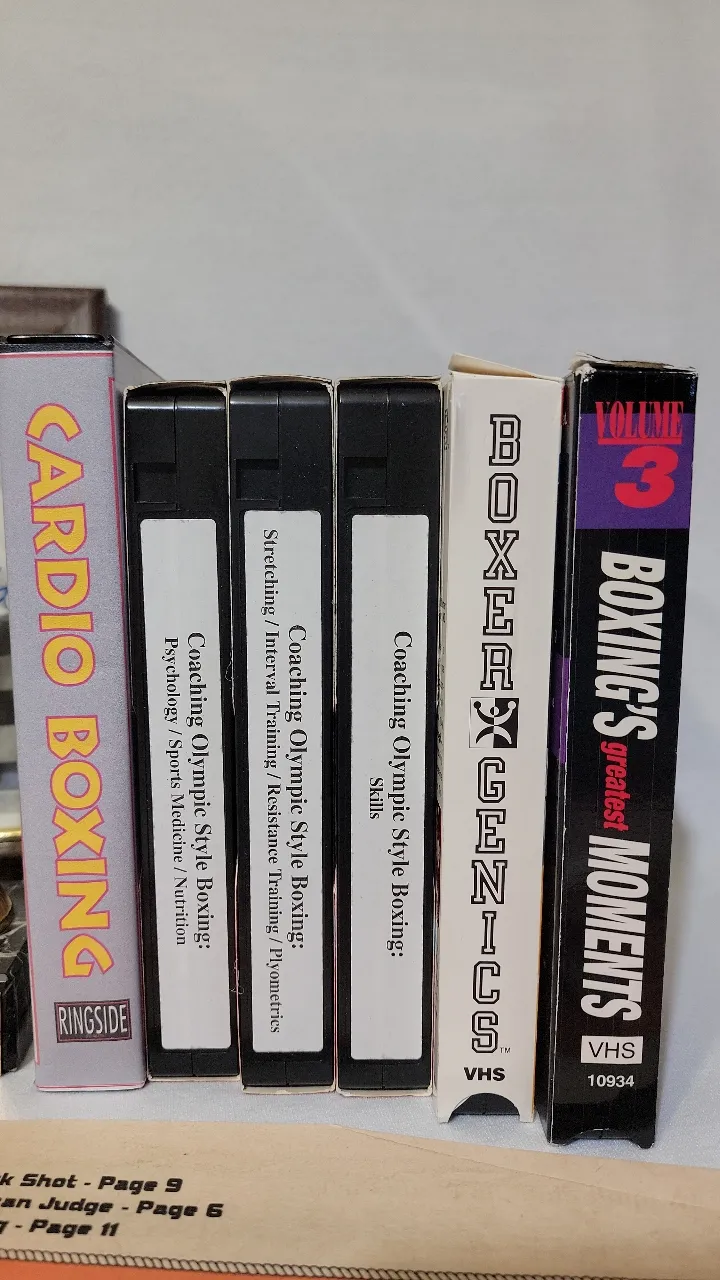 CARDIO BOXING
RINGSIDE
Coaching Olympic Style Boxing:
Psychology / Sports Medicine / Nutrition
Coaching Olympic Style Boxing:
Stretching / Interval Training / Resistance Training / Plyometrics
Coaching Olympic Style Boxing:
Skills
BOXERGENICS™
VHS
VOLUME
3
BOXING'S greatest MOMENTS
VHS
10934
k Shot - Page 9
an Judge - Page 6
g - Page 11